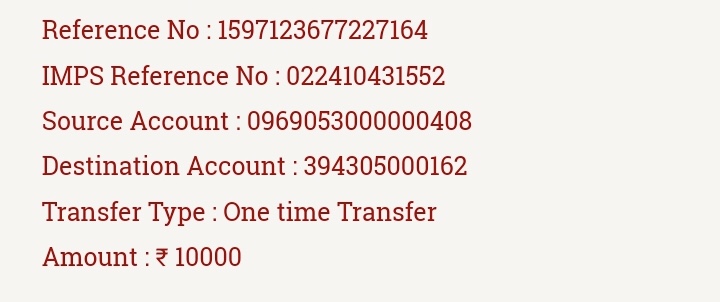 Reference No : 1597123677227164
IMPS Reference No : 022410431552
Source Account : 0969053000000408
Destination Account : 394305000162
Transfer Type : One time Transfer
Amount : ₹ 10000